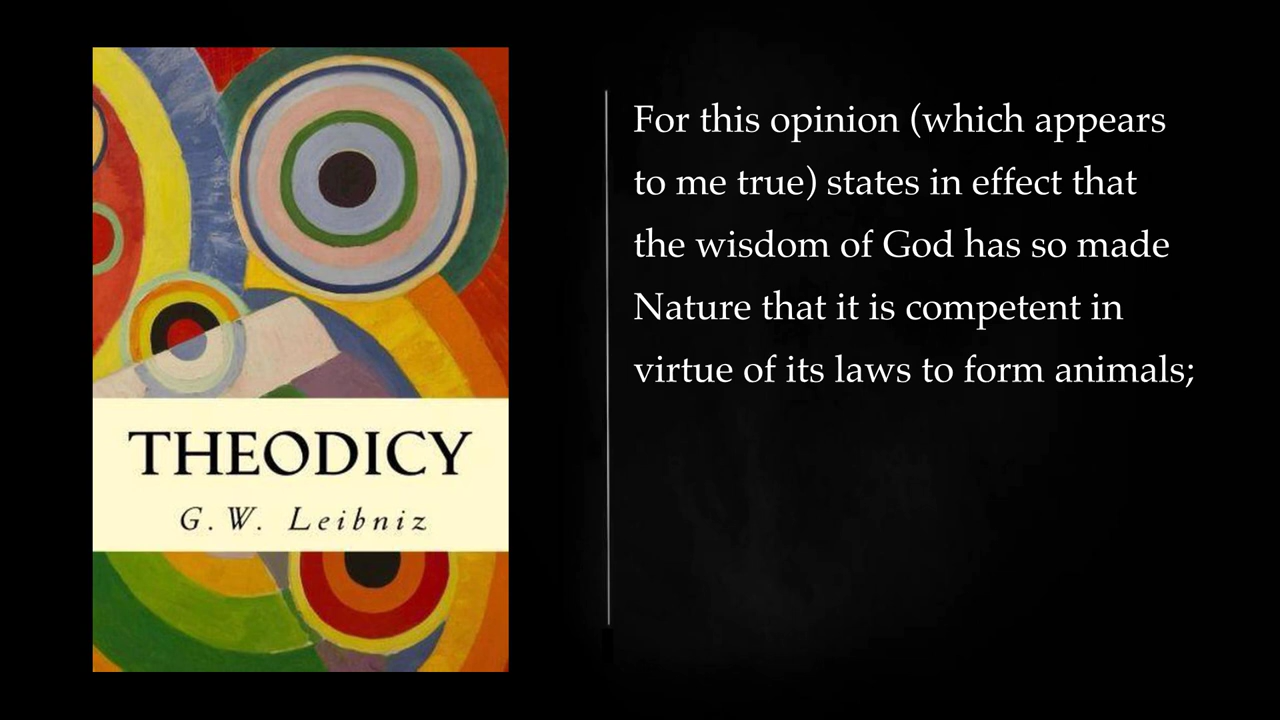 THEODICY
G. W. Leibniz
For this opinion (which appears
to me true) states in effect that
the wisdom of God has so made
Nature that it is competent in
virtue of its laws to form animals;